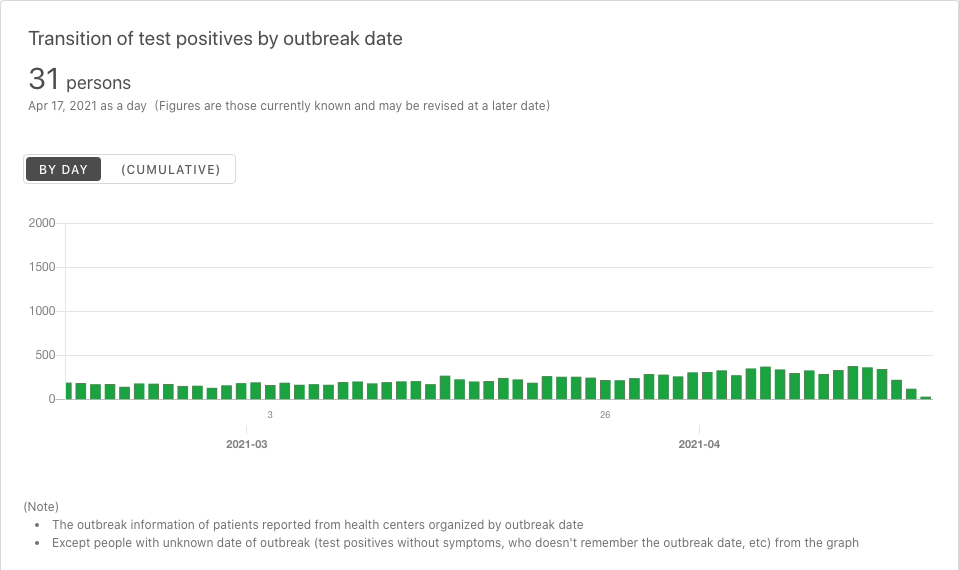 Transition of test positives by outbreak date
31 persons
Apr 17, 2021 as a day (Figures are those currently known and may be revised at a later date)
BY DAY (CUMULATIVE)
2000
1500
1000
500
0
3 26
2021-03 2021-04
(Note)
• The outbreak information of patients reported from health centers organized by outbreak date
• Except people with unknown date of outbreak (test positives without symptoms, who doesn't remember the outbreak date, etc) from the graph